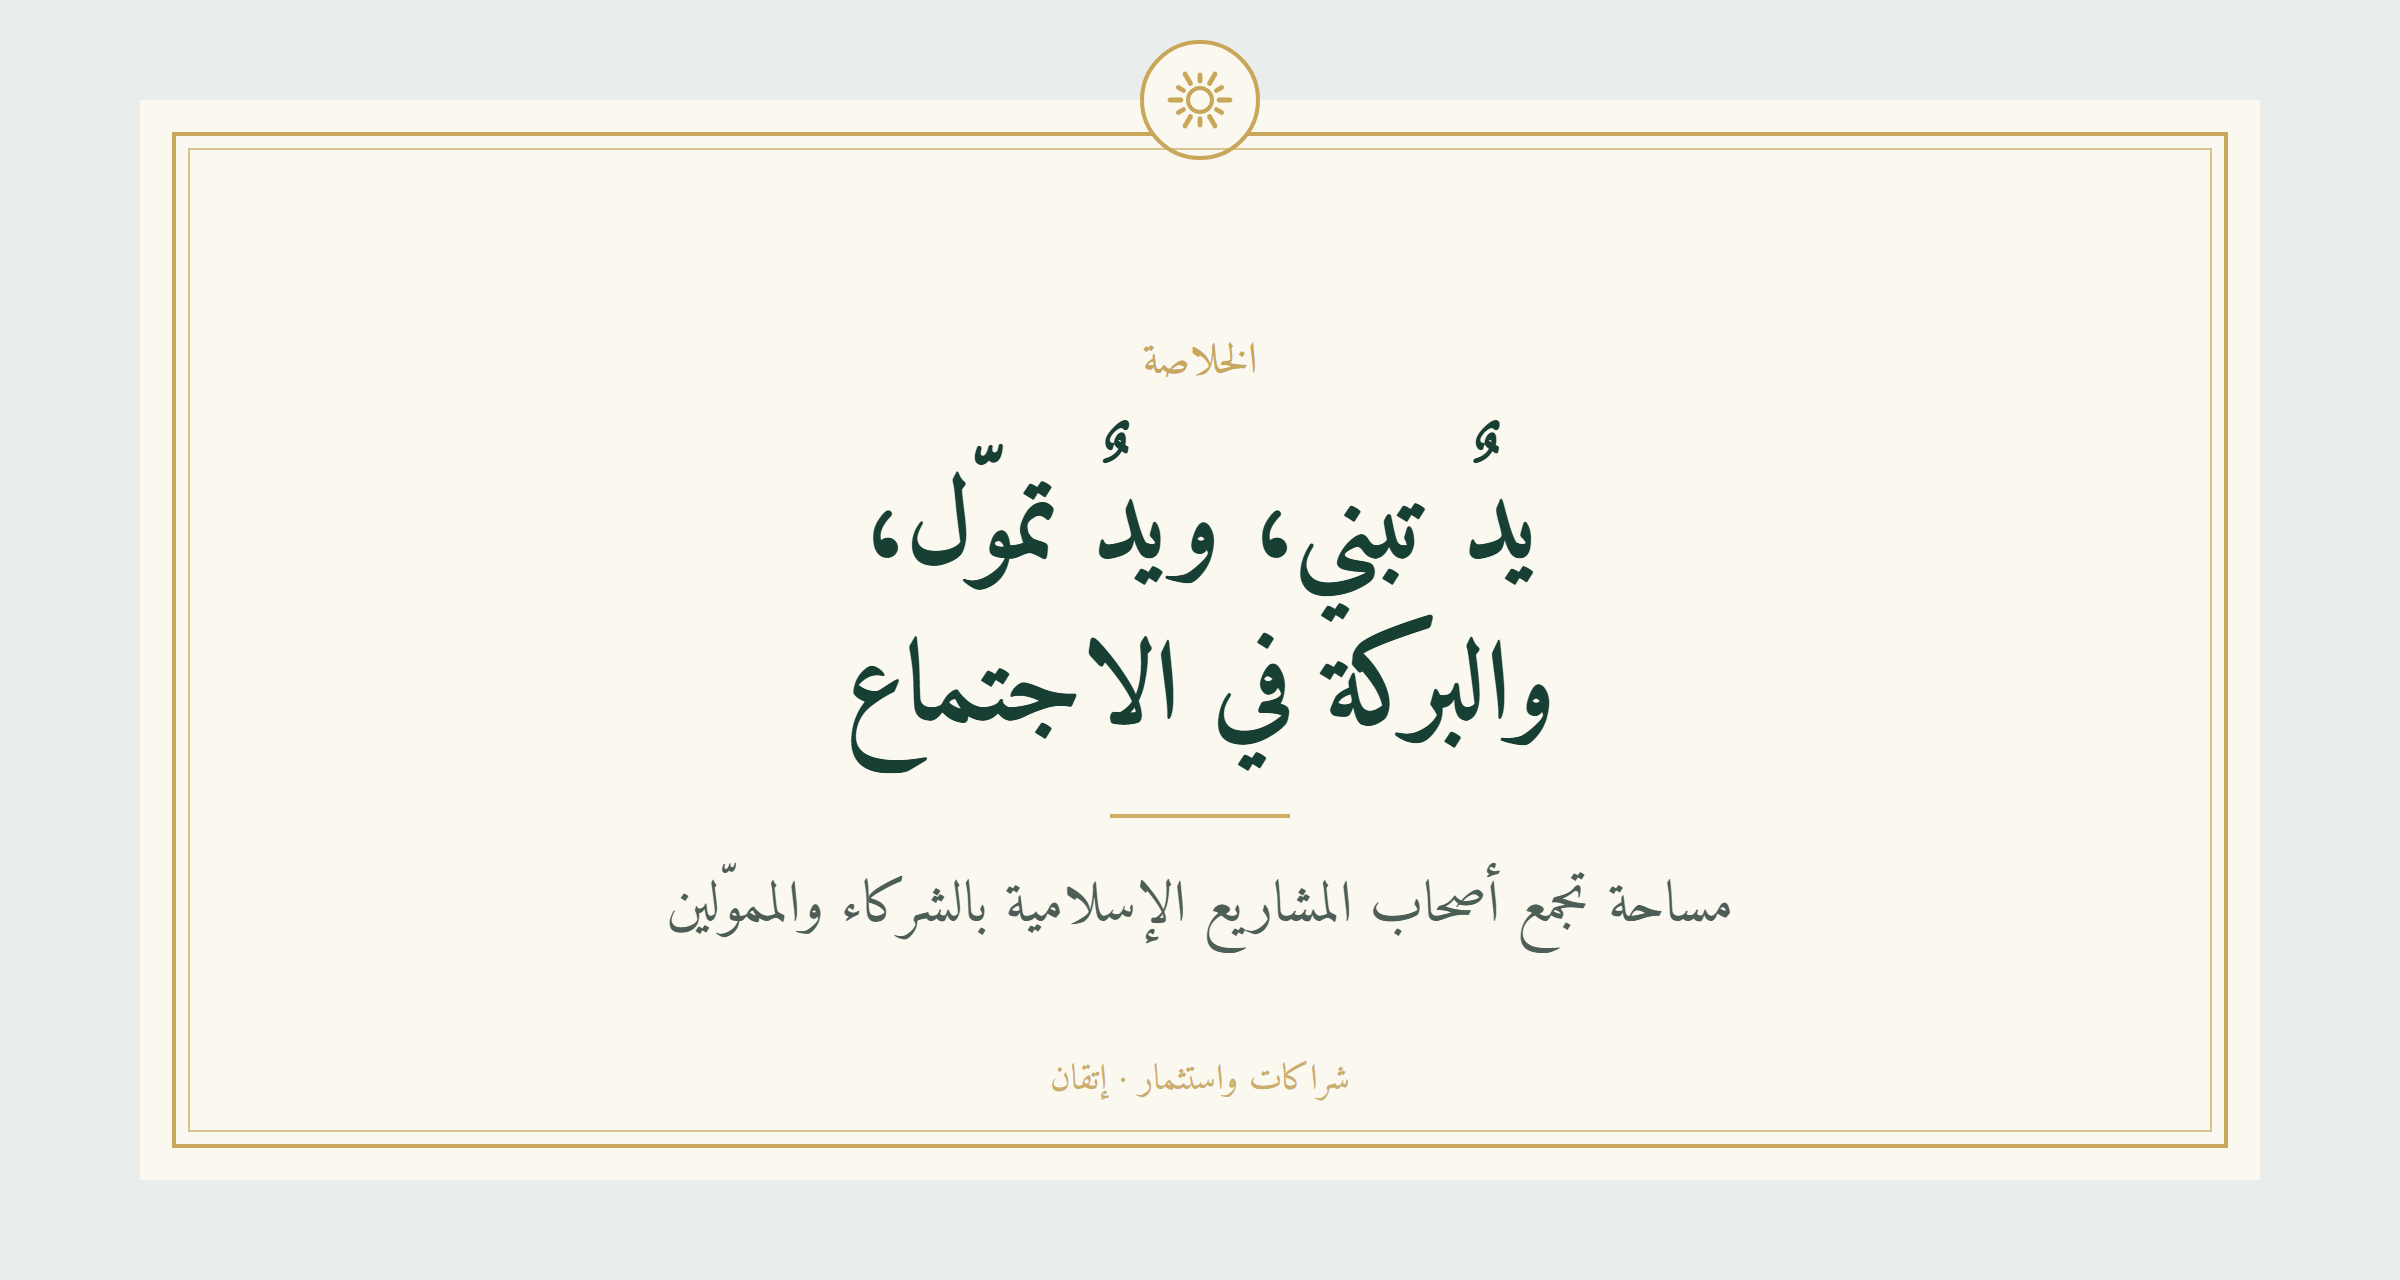 الخلاصة
يدٌ تبني، ويدٌ تموّل،
والبركة في الاجتماع
مساحة تجمع أصحاب المشاريع الإسلامية بالشركاء والمموّلين
شراكات واستثمار · إتقان